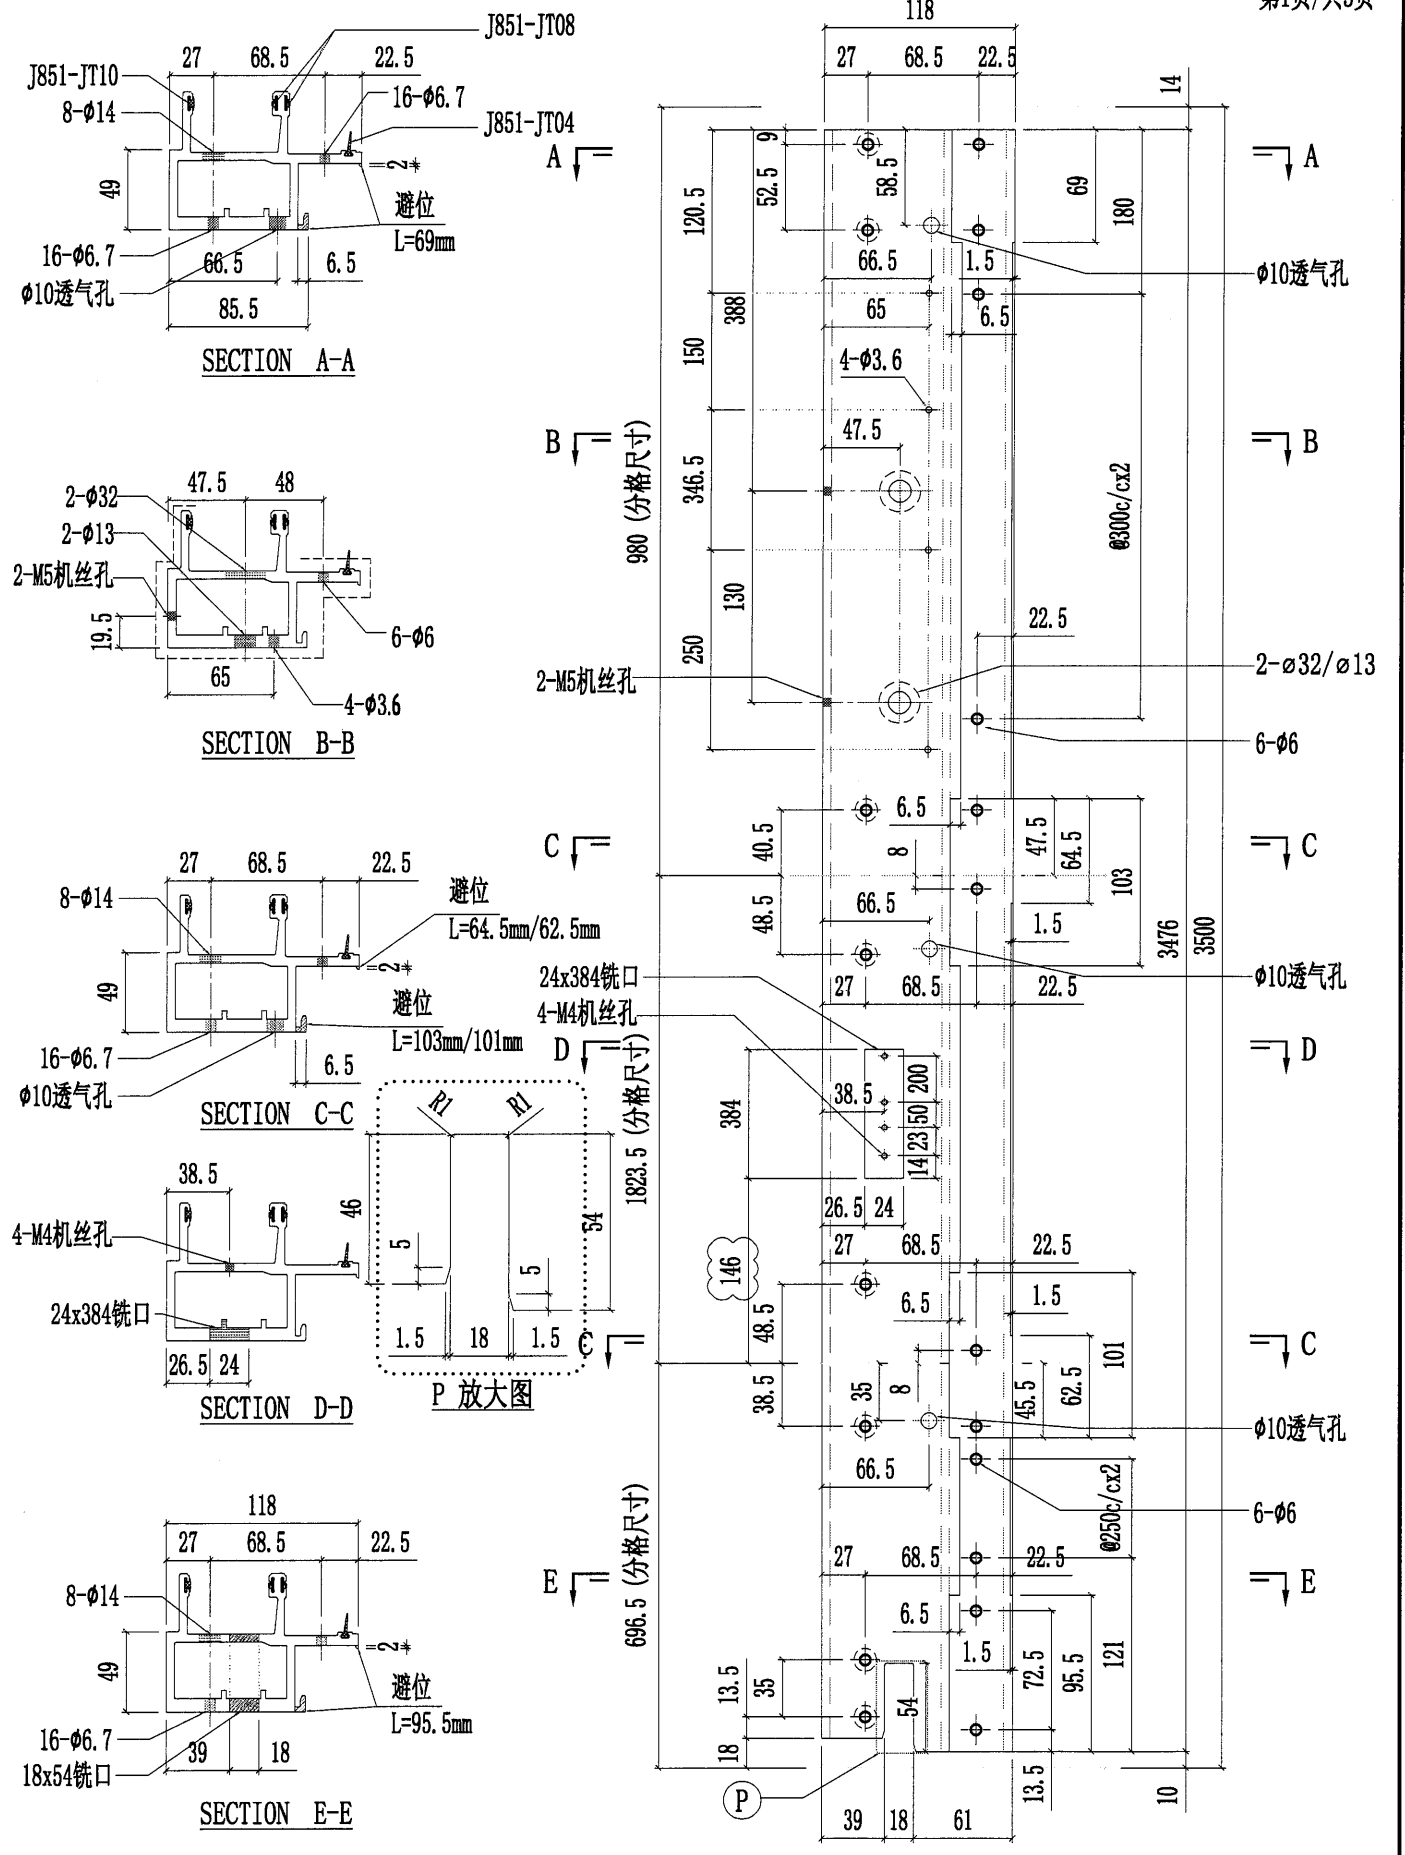 第1页/共5页
J851-JT08
27
68.5
22.5
J851-JT10
8-ϕ14
16-ϕ6.7
J851-JT04
49
2
避位
L=69mm
16-ϕ6.7
66.5
6.5
ϕ10透气孔
85.5
SECTION A-A
47.5
48
2-ϕ32
2-ϕ13
2-M5机丝孔
19.5
65
6-ϕ6
4-ϕ3.6
SECTION B-B
27
68.5
22.5
8-ϕ14
避位
L=64.5mm/62.5mm
49
2
避位
L=103mm/101mm
16-ϕ6.7
6.5
ϕ10透气孔
SECTION C-C
38.5
4-M4机丝孔
24x384铣口
26.5
24
SECTION D-D
R1
R1
46
54
5
5
1.5
18
1.5
P 放大图
118
27
68.5
22.5
8-ϕ14
49
2
避位
L=95.5mm
16-ϕ6.7
39
18
18x54铣口
SECTION E-E
118
27
68.5
22.5
14
A
A
9
52.5
58.5
69
180
120.5
66.5
1.5
ϕ10透气孔
388
65
6.5
150
4-ϕ3.6
B
B
47.5
980 (分格尺寸)
346.5
@300c/cx2
130
22.5
250
2-M5机丝孔
2-⌀32/⌀13
6-ϕ6
6.5
40.5
47.5
64.5
C
C
8
103
48.5
66.5
1.5
3476
3500
24x384铣口
27
68.5
22.5
ϕ10透气孔
4-M4机丝孔
D
D
1823.5 (分格尺寸)
384
38.5
200
50
23
14
26.5
24
146
27
68.5
22.5
48.5
6.5
1.5
C
C
101
38.5
35
8
45.5
62.5
ϕ10透气孔
66.5
@250c/cx2
6-ϕ6
696.5 (分格尺寸)
27
68.5
22.5
E
E
6.5
1.5
72.5
95.5
121
13.5
35
54
18
P
13.5
10
39
18
61